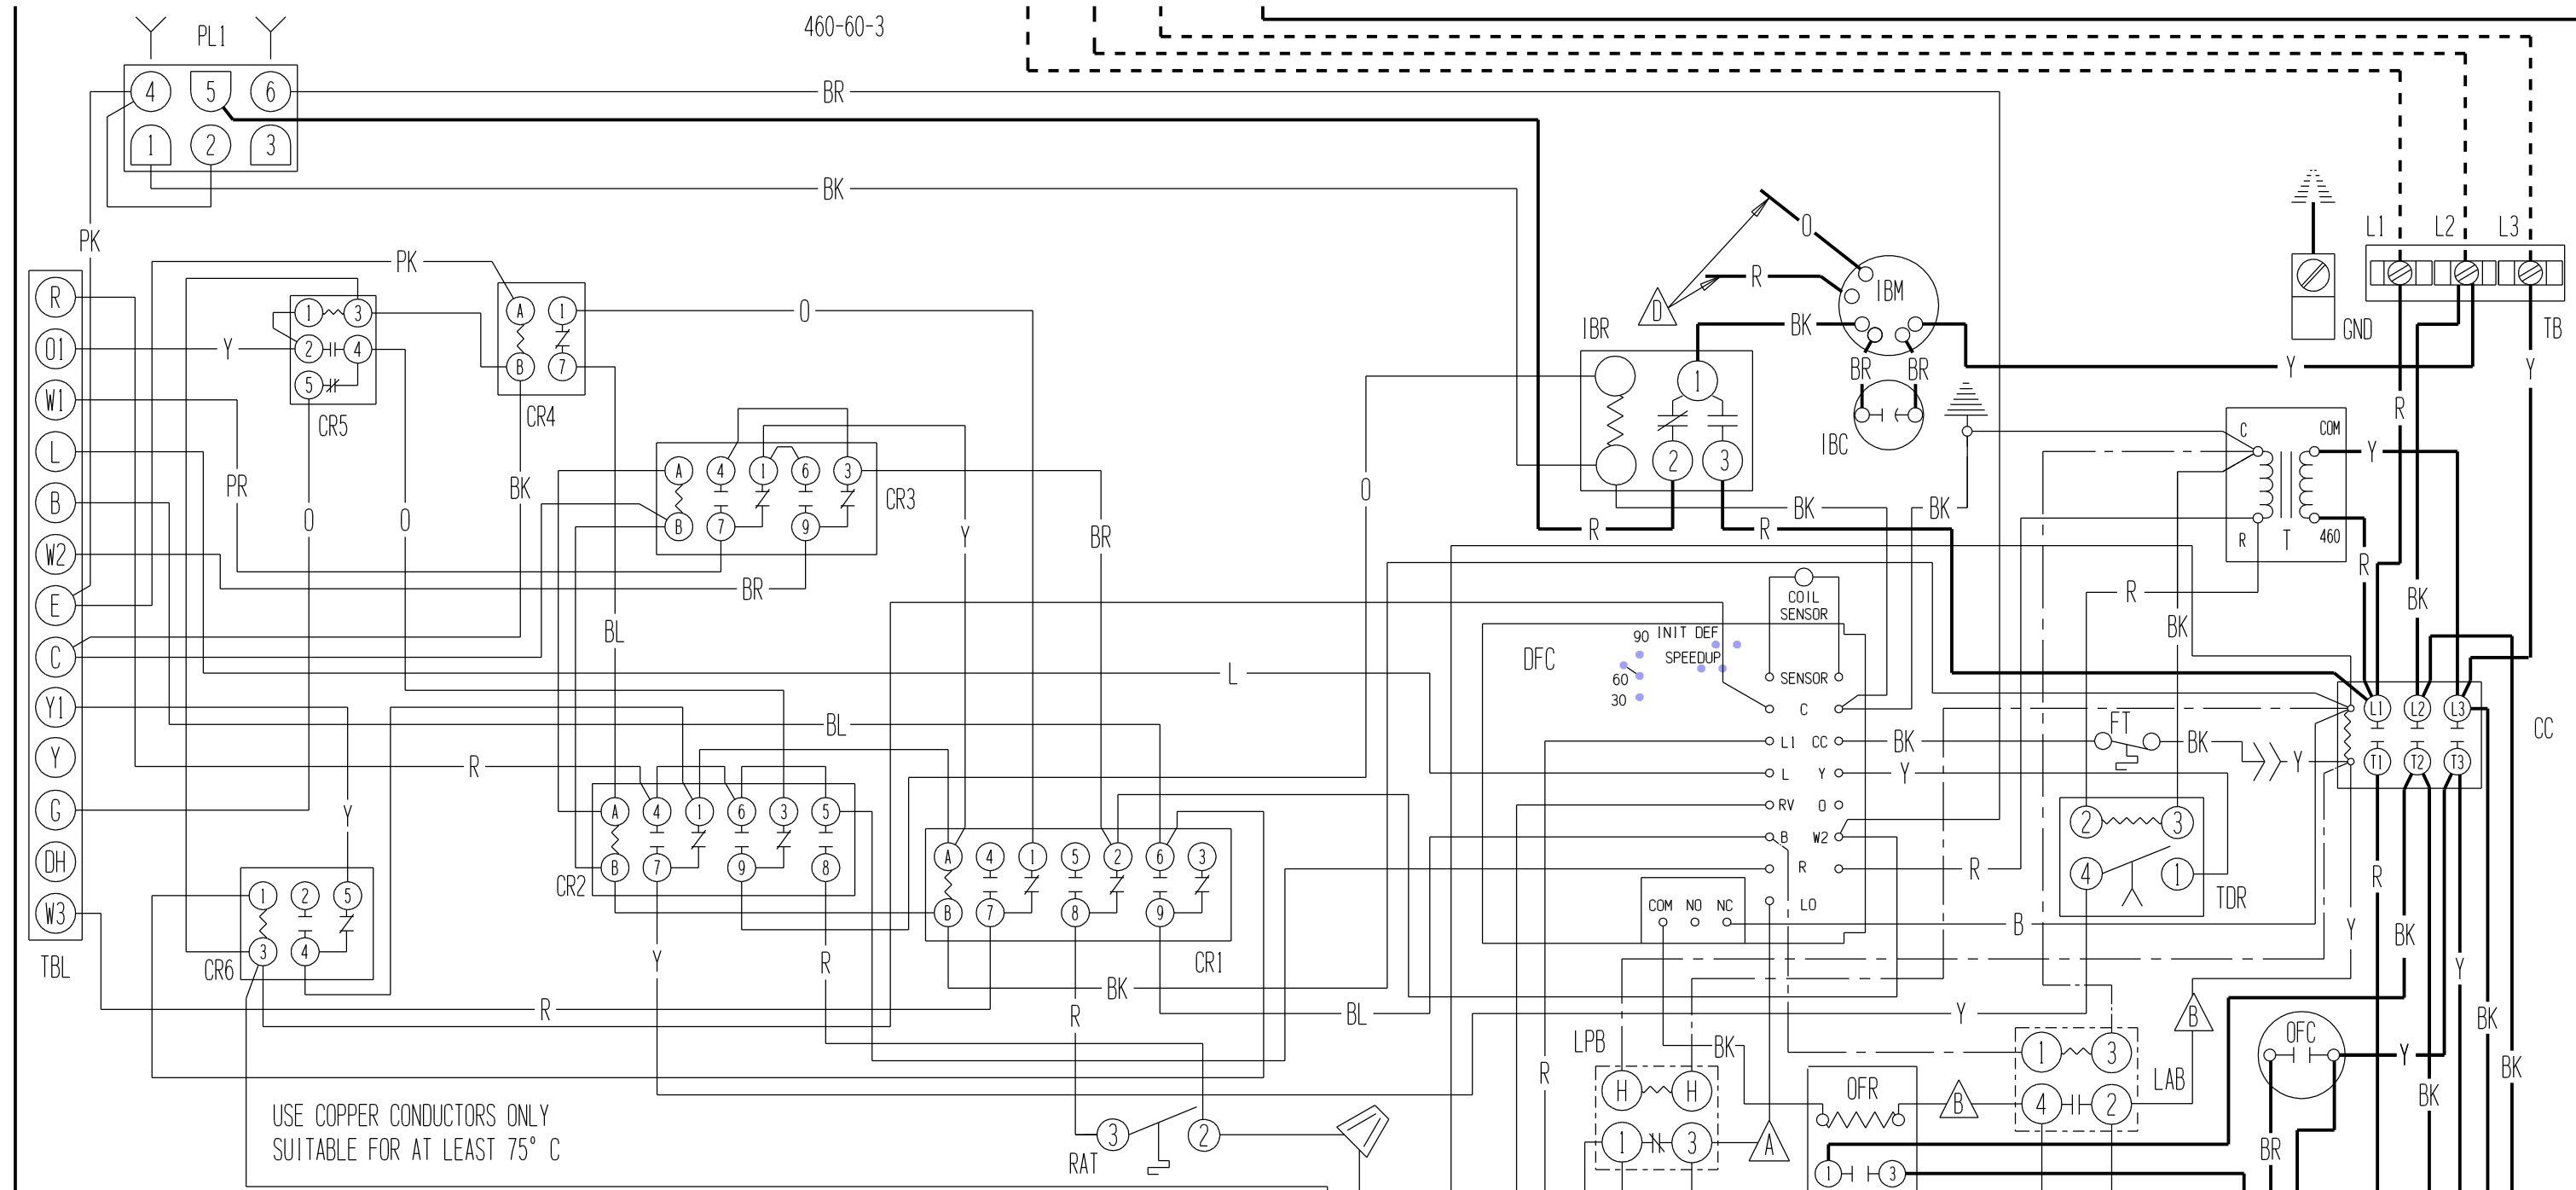 460-60-3
PL1
4 5 6
1 2 3
BR
BK
PK
PK
R
O1
W1
L
B
W2
E
C
Y1
Y
G
DH
W3
TBL
Y
1 3
2 4
5
CR5
A 1
B 7
CR4
O
PR
O
O
BK
BL
A 4 1 6 3
B 7 9
CR3
BR
Y
BR
O
L
BL
R
Y
A 4 1 6 3 5
B 7 9 8
CR2
A 4 1 5 2 6 3
B 7 8 9
CR1
1 2 5
3 4
CR6
Y
R
R
BK
R
BL
Y
USE COPPER CONDUCTORS ONLY
SUITABLE FOR AT LEAST 75° C
RAT
3 2
O
R
D
IBM
IBR
BK
BR BR
IBC
1
2 3
BK
BK
R
R
Y
GND
L1 L2 L3
TB
Y
R
C COM
Y
R T 460
R
BK
R
BK
COIL
SENSOR
DFC
90 INIT DEF
SPEEDUP
60
30
SENSOR
C
L1 CC
L Y
RV O
B W2
R
LO
COM NO NC
BK
Y
FT
BK
Y
R
B
2 3
4 1
TDR
L1 L2 L3
T1 T2 T3
CC
R
BK
Y
Y
BK
BK
R
Y
LPB
H H
1 3
A
BK
OFR
1 3
B
1 3
4 2
LAB
B
OFC
Y
BR
BK